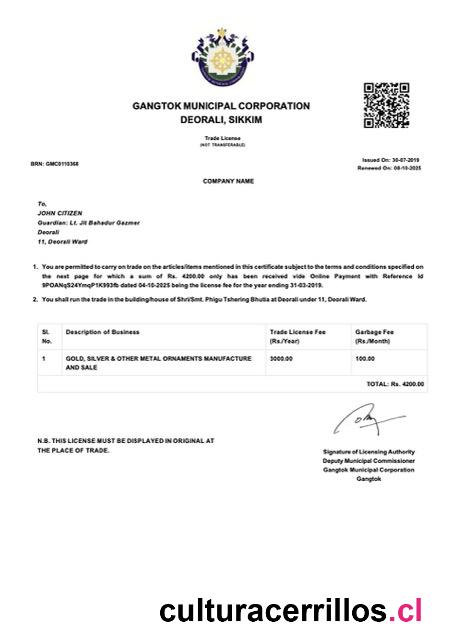 GANGTOK MUNICIPAL CORPORATION
DEORALI, SIKKIM
Trade License
(NOT TRANSFERABLE)
BRN: GMC0110368
Issued On: 30-07-2019
Renewed On: 08-10-2025
COMPANY NAME
To,
JOHN CITIZEN
Guardian: Lt. Jit Bahadur Gazmer
Deorali
11, Deorali Ward
1. You are permitted to carry on trade on the articles/items mentioned in this certificate subject to the terms and conditions specified on
the next page for which a sum of Rs. 4200.00 only has been received vide Online Payment with Reference Id
9POANqS24YmqP1K993fb dated 04-10-2025 being the license fee for the year ending 31-03-2019.
2. You shall run the trade in the building/house of Shri/Smt. Phigu Tshering Bhutia at Deorali under 11, Deorali Ward.
Sl. No. Description of Business Trade License Fee (Rs./Year) Garbage Fee (Rs./Month)
1 GOLD, SILVER & OTHER METAL ORNAMENTS MANUFACTURE AND SALE 3000.00 100.00
TOTAL: Rs. 4200.00
N.B. THIS LICENSE MUST BE DISPLAYED IN ORIGINAL AT
THE PLACE OF TRADE.
Signature of Licensing Authority
Deputy Municipal Commissioner
Gangtok Municipal Corporation
Gangtok
culturacerrillos.cl